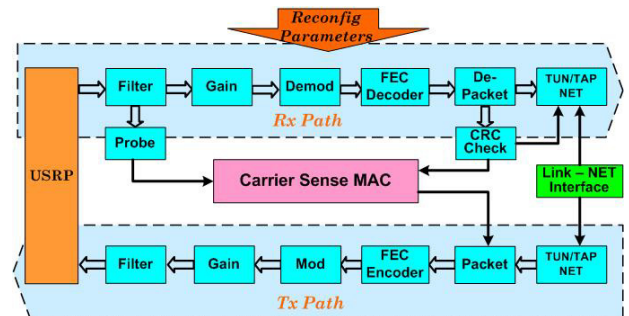 Reconfig
Parameters
Filter
Gain
Demod
FEC
Decoder
De-
Packet
TUN/TAP
NET
Rx Path
Probe
CRC
Check
USRP
Carrier Sense MAC
Link – NET
Interface
Filter
Gain
Mod
FEC
Encoder
Packet
TUN/TAP
NET
Tx Path